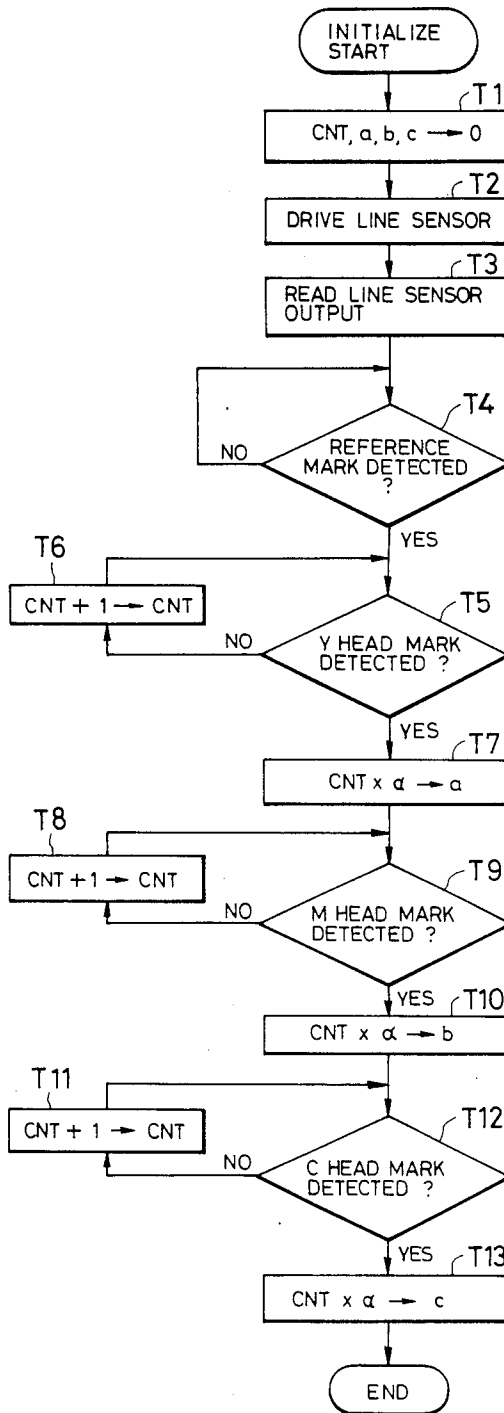 INITIALIZE
START
T1
CNT, a, b, c → 0
T2
DRIVE LINE SENSOR
T3
READ LINE SENSOR
OUTPUT
T4
REFERENCE
MARK DETECTED
?
NO
YES
T6
CNT + 1 → CNT
T5
Y HEAD MARK
DETECTED ?
NO
YES
T7
CNT x α → a
T8
CNT + 1 → CNT
T9
M HEAD MARK
DETECTED ?
NO
YES
T10
CNT x α → b
T11
CNT + 1 → CNT
T12
C HEAD MARK
DETECTED ?
NO
YES
T13
CNT x α → c
END